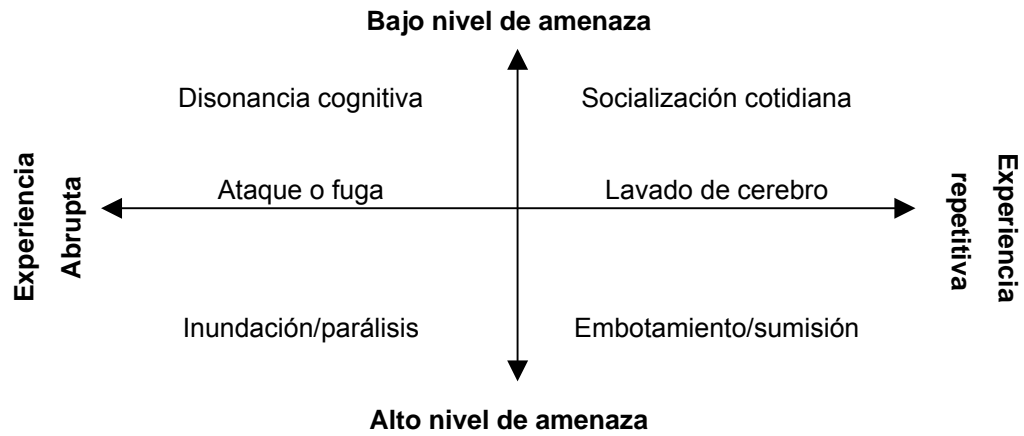 Bajo nivel de amenaza
Disonancia cognitiva
Socialización cotidiana
Experiencia
Abrupta
Ataque o fuga
Lavado de cerebro
Experiencia
repetitiva
Inundación/parálisis
Embotamiento/sumisión
Alto nivel de amenaza